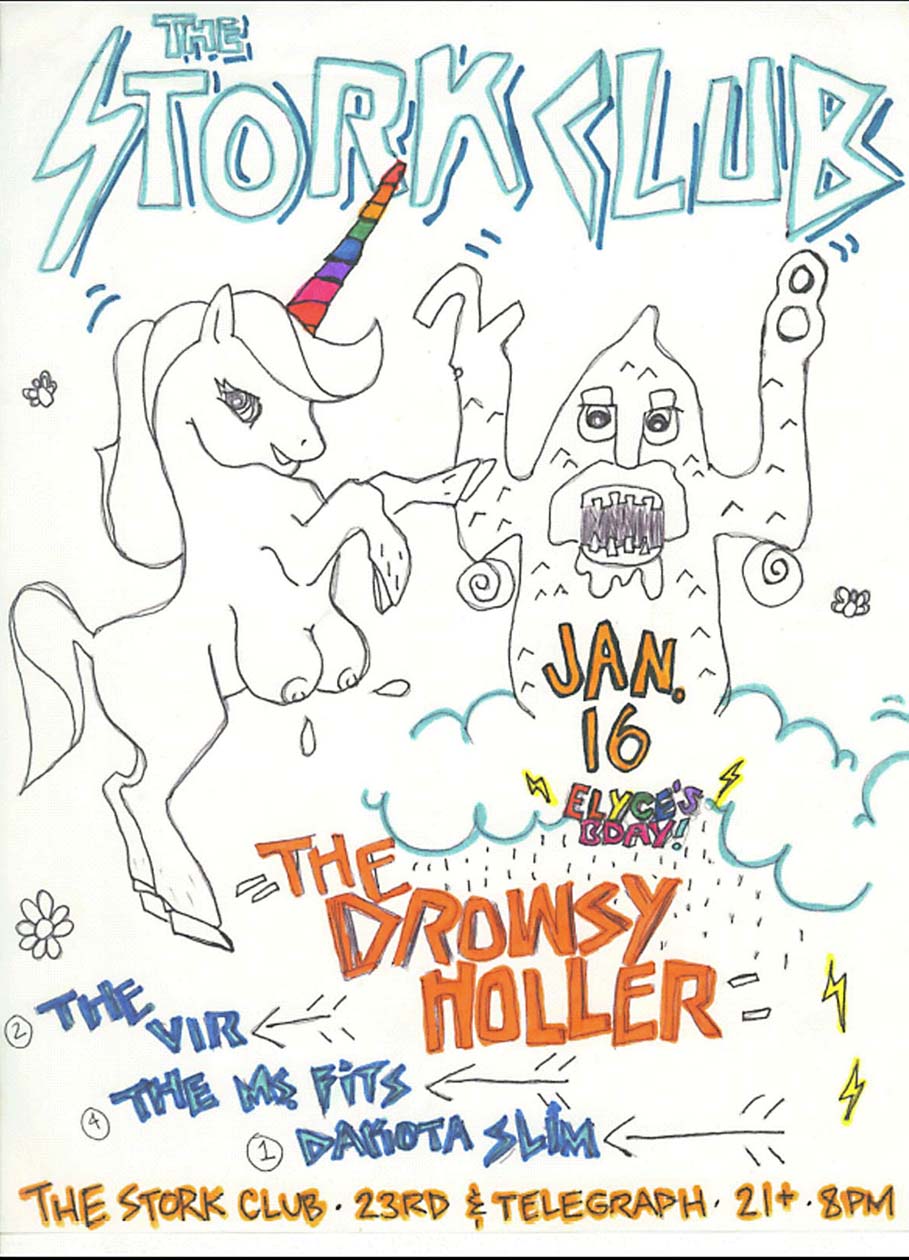 THE
STORK CLUB
JAN.
16
ELYCE'S
BDAY!
THE
DROWSY
HOLLER
② THE
VIR
④ THE MS. FITS
① DAKOTA SLIM
THE STORK CLUB · 23RD & TELEGRAPH · 21+ · 8PM